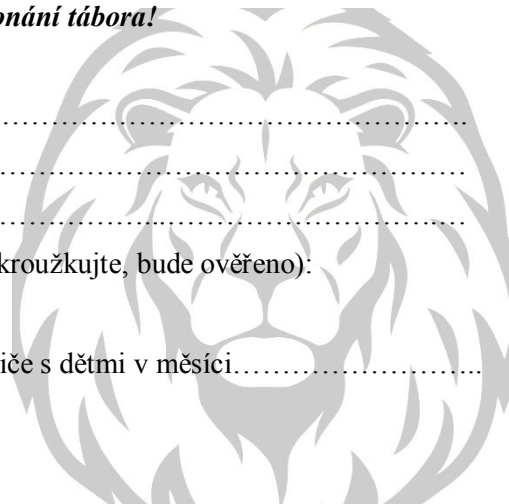 onání tábora!
……………………………………………….
………………………………………………
……………….………………………….…
kroužkujte, bude ověřeno):
iče s dětmi v měsíci……………………..